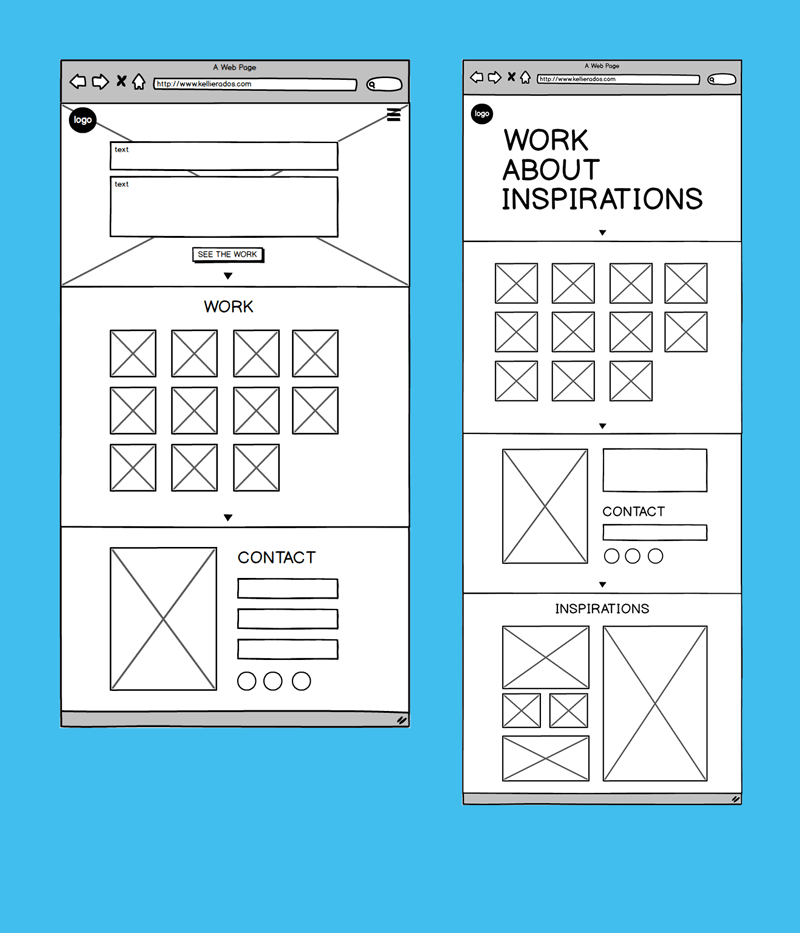 A Web Page
http://www.kellierados.com
logo
text
text
SEE THE WORK
WORK
CONTACT
A Web Page
http://www.kellierados.com
logo
WORK
ABOUT
INSPIRATIONS
CONTACT
INSPIRATIONS